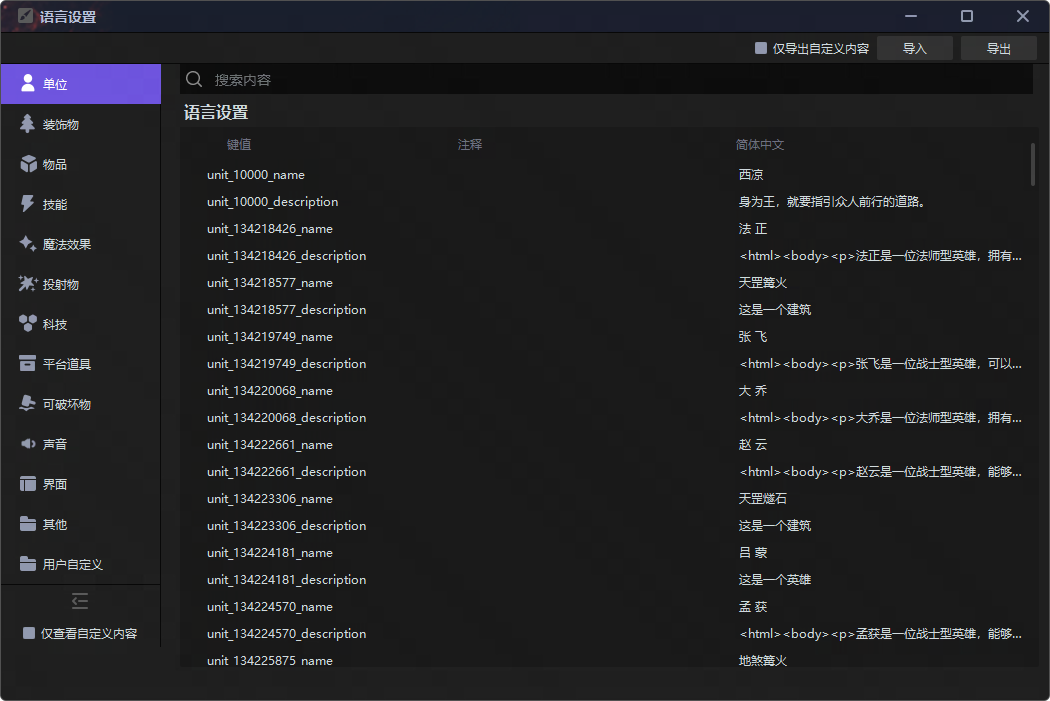 语言设置
仅导出自定义内容 导入 导出
单位
装饰物
物品
技能
魔法效果
投射物
科技
平台道具
可破坏物
声音
界面
其他
用户自定义
仅查看自定义内容
搜索内容
语言设置
键值 注释 简体中文
unit_10000_name 西凉
unit_10000_description 身为王，就要指引众人前行的道路。
unit_134218426_name 法 正
unit_134218426_description <html><body><p>法正是一位法师型英雄，拥有...
unit_134218577_name 天罡篝火
unit_134218577_description 这是一个建筑
unit_134219749_name 张 飞
unit_134219749_description <html><body><p>张飞是一位战士型英雄，可以...
unit_134220068_name 大 乔
unit_134220068_description <html><body><p>大乔是一位法师型英雄，拥有...
unit_134222661_name 赵 云
unit_134222661_description <html><body><p>赵云是一位战士型英雄，能够...
unit_134223306_name 天罡燧石
unit_134223306_description 这是一个建筑
unit_134224181_name 吕 蒙
unit_134224181_description 这是一个英雄
unit_134224570_name 孟 获
unit_134224570_description <html><body><p>孟获是一位战士型英雄，能够...
unit_134225875_name 地煞篝火